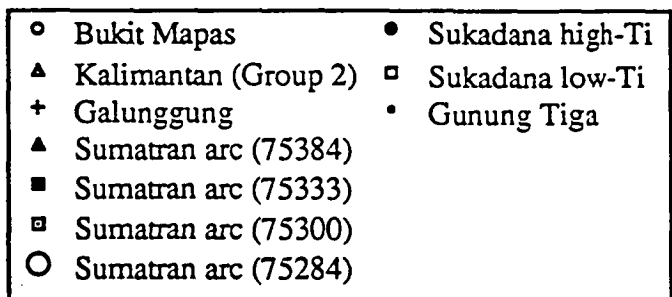 Bukit Mapas
Kalimantan (Group 2)
Galunggung
Sumatran arc (75384)
Sumatran arc (75333)
Sumatran arc (75300)
Sumatran arc (75284)
Sukadana high-Ti
Sukadana low-Ti
Gunung Tiga